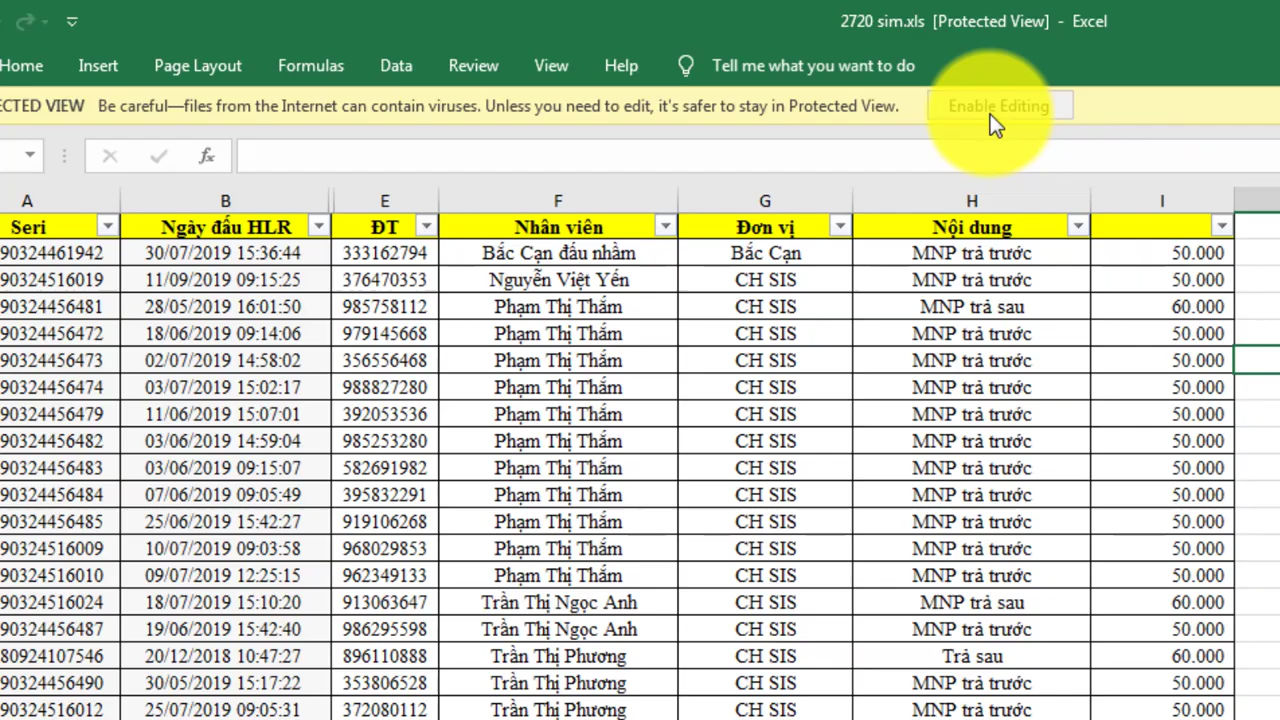 2720 sim.xls [Protected View] - Excel
Home Insert Page Layout Formulas Data Review View Help Tell me what you want to do
ECTED VIEW Be careful—files from the Internet can contain viruses. Unless you need to edit, it's safer to stay in Protected View. Enable Editing
fx
A B E F G H I
Seri Ngày đấu HLR ĐT Nhân viên Đơn vị Nội dung
90324461942 30/07/2019 15:36:44 333162794 Bắc Cạn đấu nhầm Bắc Cạn MNP trả trước 50.000
90324516019 11/09/2019 09:15:25 376470353 Nguyễn Việt Yến CH SIS MNP trả trước 50.000
90324456481 28/05/2019 16:01:50 985758112 Phạm Thị Thắm CH SIS MNP trả sau 60.000
90324456472 18/06/2019 09:14:06 979145668 Phạm Thị Thắm CH SIS MNP trả trước 50.000
90324456473 02/07/2019 14:58:02 356556468 Phạm Thị Thắm CH SIS MNP trả trước 50.000
90324456474 03/07/2019 15:02:17 988827280 Phạm Thị Thắm CH SIS MNP trả trước 50.000
90324456479 11/06/2019 15:07:01 392053536 Phạm Thị Thắm CH SIS MNP trả trước 50.000
90324456482 03/06/2019 14:59:04 985253280 Phạm Thị Thắm CH SIS MNP trả trước 50.000
90324456483 03/06/2019 09:15:07 582691982 Phạm Thị Thắm CH SIS MNP trả trước 50.000
90324456484 07/06/2019 09:05:49 395832291 Phạm Thị Thắm CH SIS MNP trả trước 50.000
90324456485 25/06/2019 15:42:27 919106268 Phạm Thị Thắm CH SIS MNP trả trước 50.000
90324516009 10/07/2019 09:03:58 968029853 Phạm Thị Thắm CH SIS MNP trả trước 50.000
90324516010 09/07/2019 12:25:15 962349133 Phạm Thị Thắm CH SIS MNP trả trước 50.000
90324516024 18/07/2019 15:10:20 913063647 Trần Thị Ngọc Anh CH SIS MNP trả sau 60.000
90324456487 19/06/2019 15:42:40 986295598 Trần Thị Ngọc Anh CH SIS MNP trả trước 50.000
80924107546 20/12/2018 10:47:27 896110888 Trần Thị Phương CH SIS Trả sau 60.000
90324456490 30/05/2019 15:17:22 353806528 Trần Thị Phương CH SIS MNP trả trước 50.000
90324516012 25/07/2019 09:05:31 372080112 Trần Thị Phương CH SIS MNP trả trước 50.000